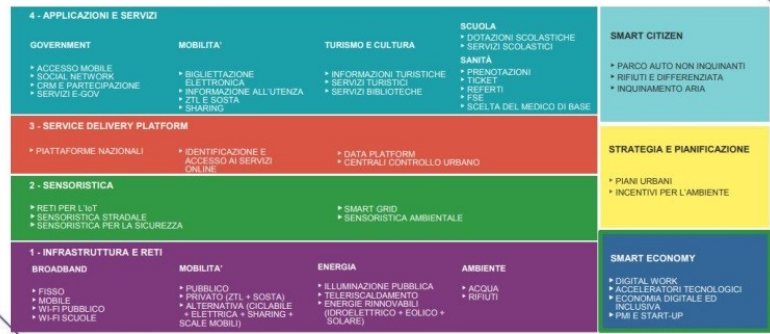 4 - APPLICAZIONI E SERVIZI
GOVERNMENT
▸ ACCESSO MOBILE
▸ SOCIAL NETWORK
▸ CRM E PARTECIPAZIONE
▸ SERVIZI E-GOV
MOBILITA'
▸ BIGLIETTAZIONE
ELETTRONICA
▸ INFORMAZIONE ALL'UTENZA
▸ ZTL E SOSTA
▸ SHARING
TURISMO E CULTURA
▸ INFORMAZIONI TURISTICHE
▸ SERVIZI TURISTICI
▸ SERVIZI BIBLIOTECHE
SCUOLA
▸ DOTAZIONI SCOLASTICHE
▸ SERVIZI SCOLASTICI
SANITÀ
▸ PRENOTAZIONI
▸ TICKET
▸ REFERTI
▸ FSE
▸ SCELTA DEL MEDICO DI BASE
3 - SERVICE DELIVERY PLATFORM
▸ PIATTAFORME NAZIONALI
▸ IDENTIFICAZIONE E
ACCESSO AI SERVIZI
ONLINE
▸ DATA PLATFORM
▸ CENTRALI CONTROLLO URBANO
2 - SENSORISTICA
▸ RETI PER L'IoT
▸ SENSORISTICA STRADALE
▸ SENSORISTICA PER LA SICUREZZA
▸ SMART GRID
▸ SENSORISTICA AMBIENTALE
1 - INFRASTRUTTURA E RETI
BROADBAND
▸ FISSO
▸ MOBILE
▸ WI-FI PUBBLICO
▸ WI-FI SCUOLE
MOBILITA'
▸ PUBBLICO
▸ PRIVATO (ZTL + SOSTA)
▸ ALTERNATIVA (CICLABILE
+ ELETTRICA + SHARING +
SCALE MOBILI)
ENERGIA
▸ ILLUMINAZIONE PUBBLICA
▸ TELERISCALDAMENTO
▸ ENERGIE RINNOVABILI
(IDROELETTRICO + EOLICO +
SOLARE)
AMBIENTE
▸ ACQUA
▸ RIFIUTI
SMART CITIZEN
▸ PARCO AUTO NON INQUINANTI
▸ RIFIUTI E DIFFERENZIATA
▸ INQUINAMENTO ARIA
STRATEGIA E PIANIFICAZIONE
▸ PIANI URBANI
▸ INCENTIVI PER L'AMBIENTE
SMART ECONOMY
▸ DIGITAL WORK
▸ ACCELERATORI TECNOLOGICI
▸ ECONOMIA DIGITALE ED
INCLUSIVA
▸ PMI E START-UP